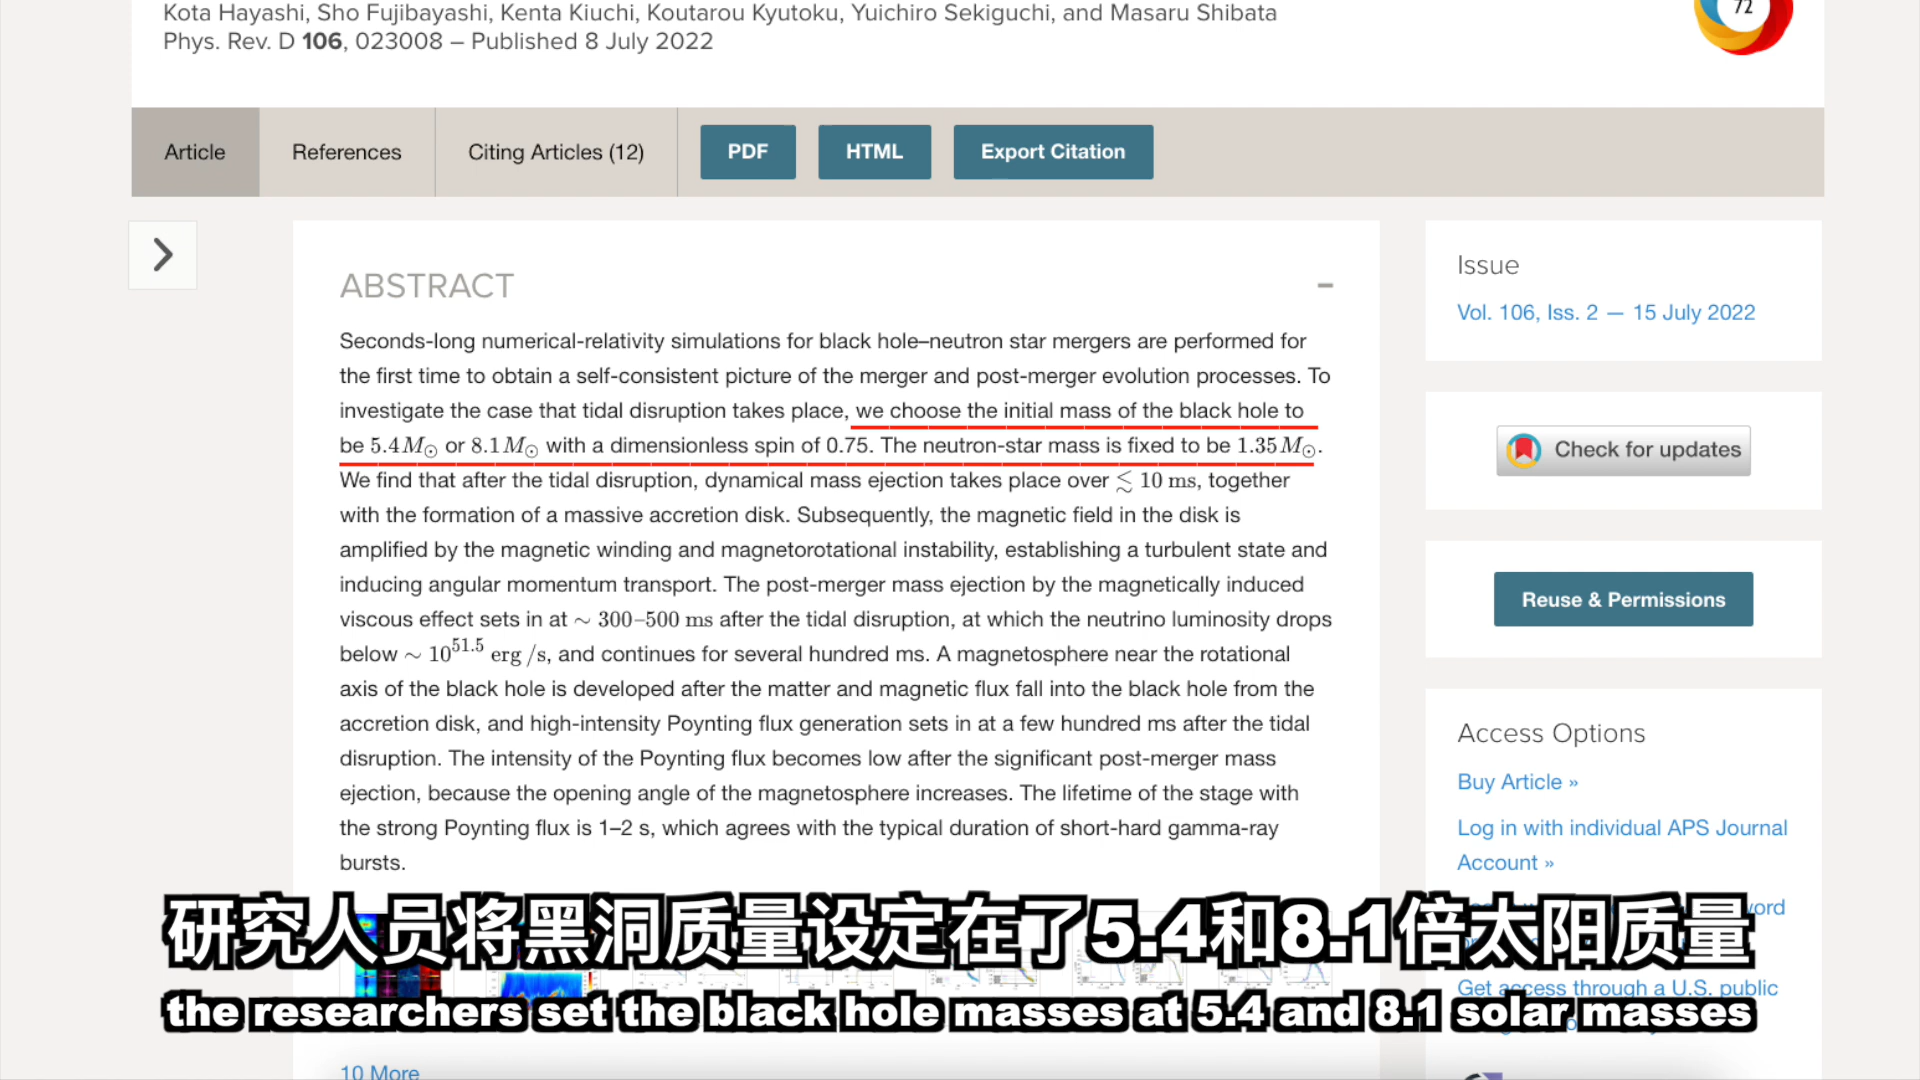 Kota Hayashi, Sho Fujibayashi, Kenta Kiuchi, Koutarou Kyutoku, Yuichiro Sekiguchi, and Masaru Shibata
Phys. Rev. D 106, 023008 – Published 8 July 2022
72
Article
References
Citing Articles (12)
PDF
HTML
Export Citation
ABSTRACT
Seconds-long numerical-relativity simulations for black hole–neutron star mergers are performed for
the first time to obtain a self-consistent picture of the merger and post-merger evolution processes. To
investigate the case that tidal disruption takes place, we choose the initial mass of the black hole to
be 5.4M⊙ or 8.1M⊙ with a dimensionless spin of 0.75. The neutron-star mass is fixed to be 1.35M⊙.
We find that after the tidal disruption, dynamical mass ejection takes place over ≲ 10 ms, together
with the formation of a massive accretion disk. Subsequently, the magnetic field in the disk is
amplified by the magnetic winding and magnetorotational instability, establishing a turbulent state and
inducing angular momentum transport. The post-merger mass ejection by the magnetically induced
viscous effect sets in at ∼ 300–500 ms after the tidal disruption, at which the neutrino luminosity drops
below ∼ 10^51.5 erg/s, and continues for several hundred ms. A magnetosphere near the rotational
axis of the black hole is developed after the matter and magnetic flux fall into the black hole from the
accretion disk, and high-intensity Poynting flux generation sets in at a few hundred ms after the tidal
disruption. The intensity of the Poynting flux becomes low after the significant post-merger mass
ejection, because the opening angle of the magnetosphere increases. The lifetime of the stage with
the strong Poynting flux is 1–2 s, which agrees with the typical duration of short-hard gamma-ray
bursts.
10 More
Issue
Vol. 106, Iss. 2 — 15 July 2022
Check for updates
Reuse & Permissions
Access Options
Buy Article »
Log in with individual APS Journal
Account »
Get access through a U.S. public
研究人员将黑洞质量设定在了5.4和8.1倍太阳质量
the researchers set the black hole masses at 5.4 and 8.1 solar masses